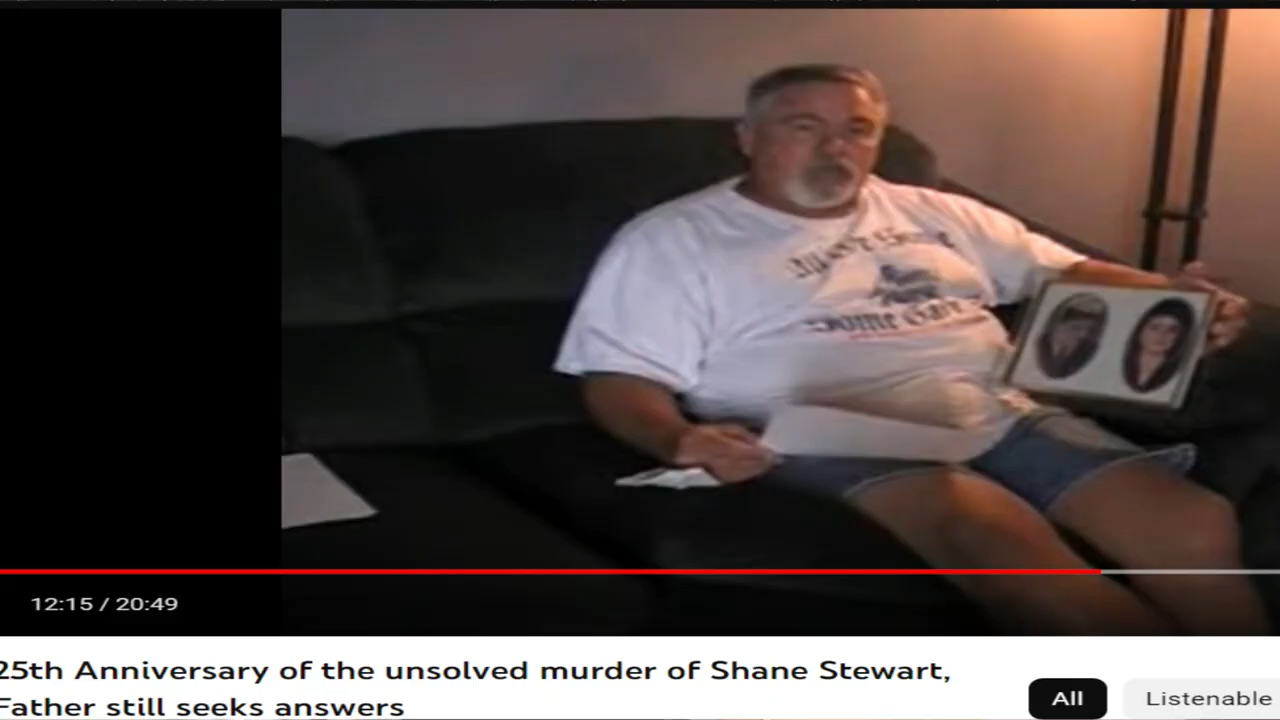 Some
12:15 / 20:49
25th Anniversary of the unsolved murder of Shane Stewart,
Father still seeks answers
All
Listenable